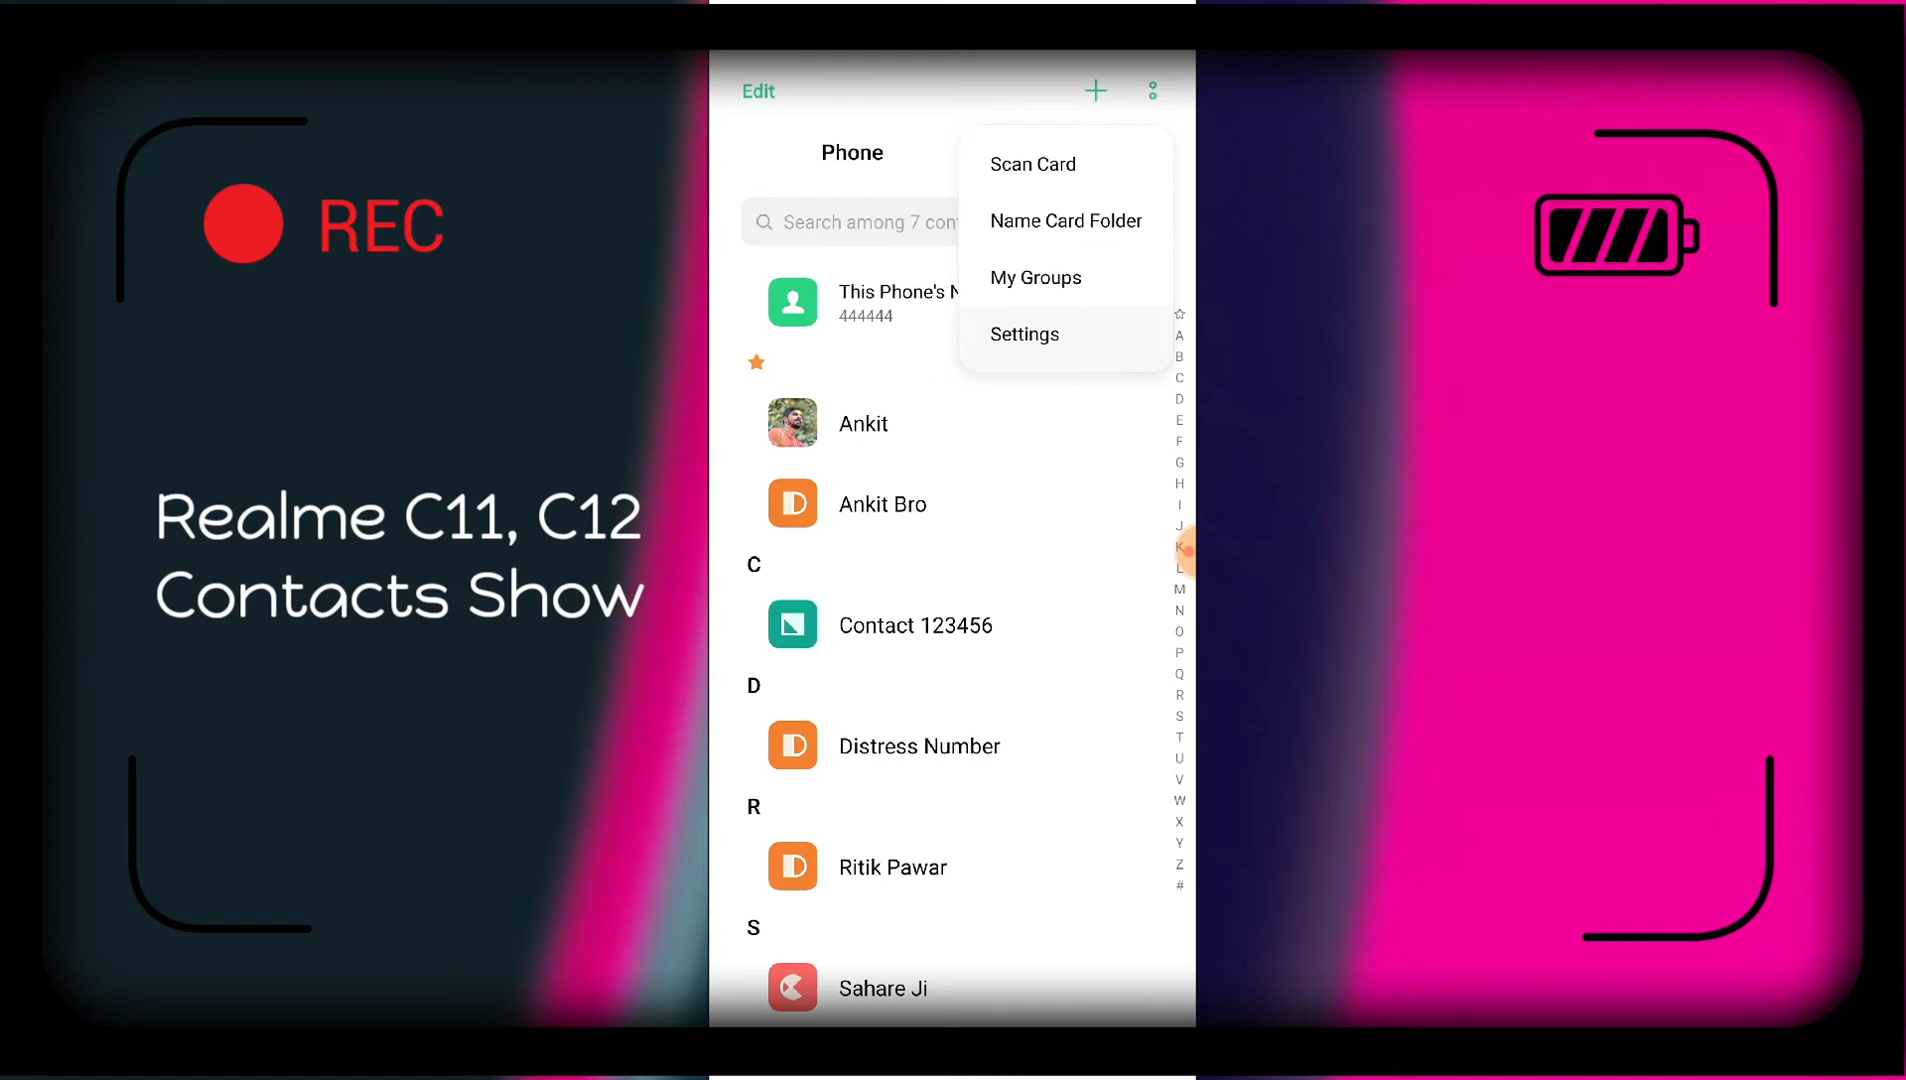 Edit
Phone
Scan Card
Name Card Folder
My Groups
Settings
Search among 7 con
This Phone's
444444
REC
Realme C11, C12
Contacts Show
Ankit
Ankit Bro
C
Contact 123456
D
Distress Number
R
Ritik Pawar
S
Sahare Ji
A
B
C
D
E
F
G
H
I
J
K
L
M
N
O
P
Q
R
S
T
U
V
W
X
Y
Z
#